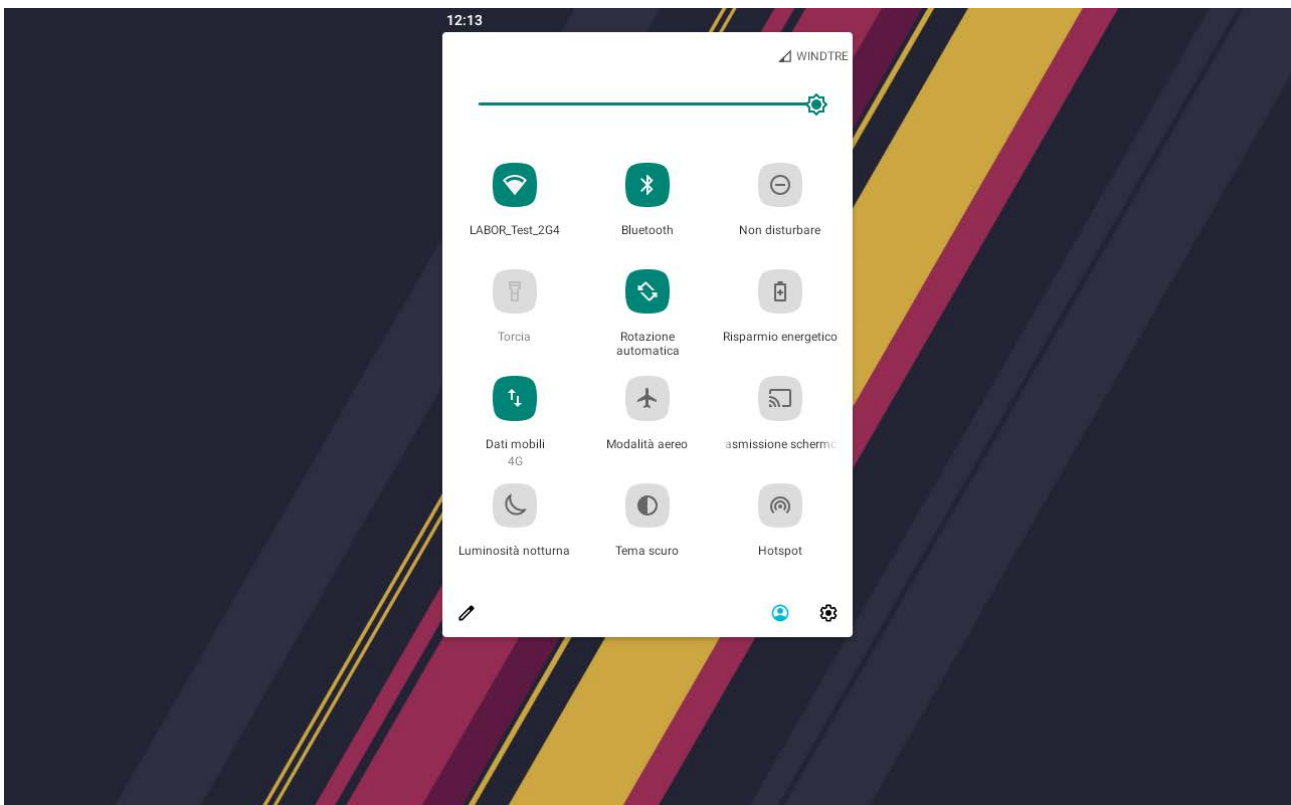 12:13
WINDTRE
LABOR_Test_2G4
Bluetooth
Non disturbare
Torcia
Rotazione
automatica
Risparmio energetico
Dati mobili
4G
Modalità aereo
asmissione schermo
Luminosità notturna
Tema scuro
Hotspot